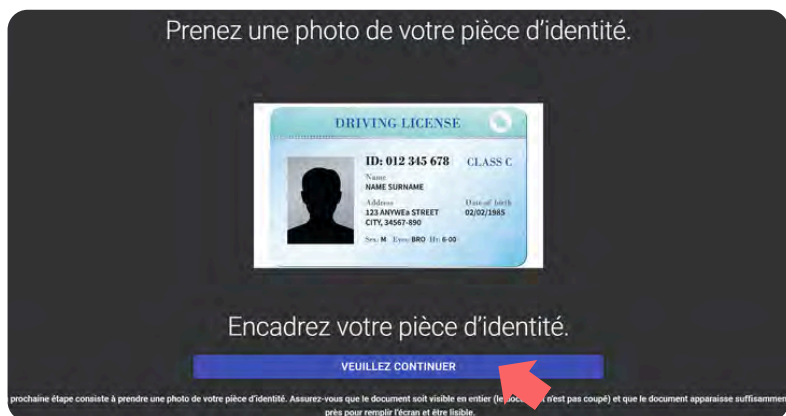 Prenez une photo de votre pièce d'identité.
DRIVING LICENSE
ID: 012 345 678 CLASS C
Name
NAME SURNAME
Address Date of birth
123 ANYWEa STREET 02/02/1985
CITY, 34567-890
Sex: M Eyes: BRO Ht: 6-00
Encadrez votre pièce d'identité.
VEUILLEZ CONTINUER
prochaine étape consiste à prendre une photo de votre pièce d'identité. Assurez-vous que le document soit visible en entier (le n'est pas coupé) et que le document apparaisse
près pour remplir l'écran et être lisible.